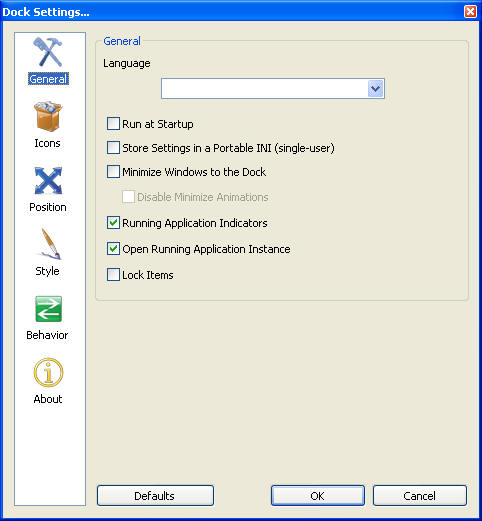 Dock Settings...
General
Icons
Position
Style
Behavior
About
General
Language
Run at Startup
Store Settings in a Portable INI (single-user)
Minimize Windows to the Dock
Disable Minimize Animations
Running Application Indicators
Open Running Application Instance
Lock Items
Defaults
OK
Cancel